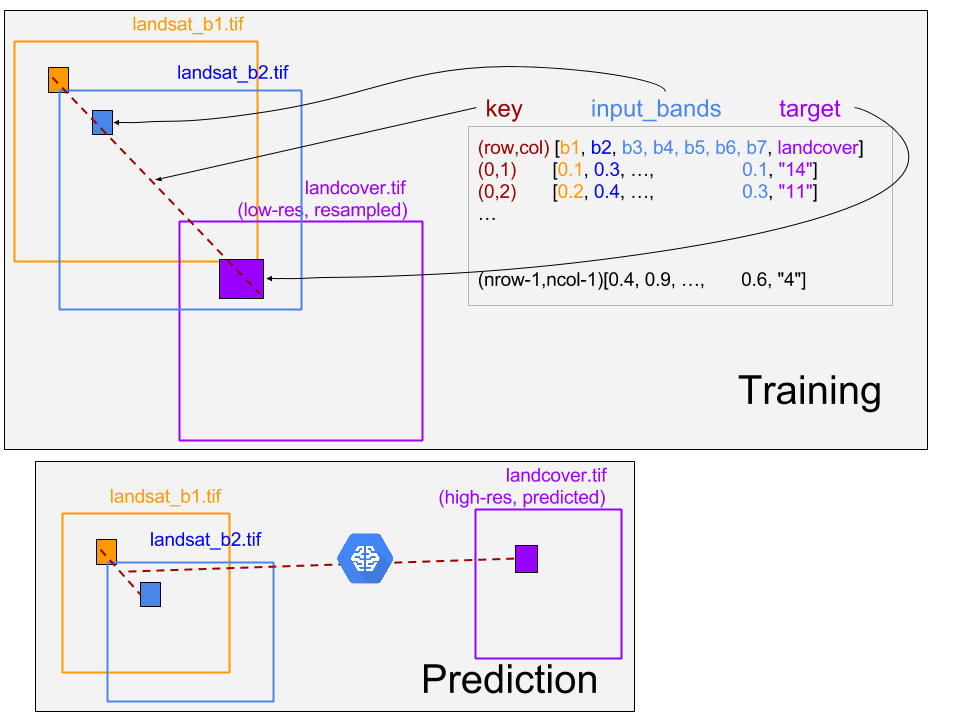 landsat_b1.tif
landsat_b2.tif
key input_bands target
(row,col) [b1, b2, b3, b4, b5, b6, b7, landcover]
(0,1) [0.1, 0.3, …, 0.1, "14"]
(0,2) [0.2, 0.4, …, 0.3, "11"]
…
(nrow-1,ncol-1)[0.4, 0.9, …, 0.6, "4"]
landcover.tif
(low-res, resampled)
Training
landsat_b1.tif
landsat_b2.tif
landcover.tif
(high-res, predicted)
Prediction